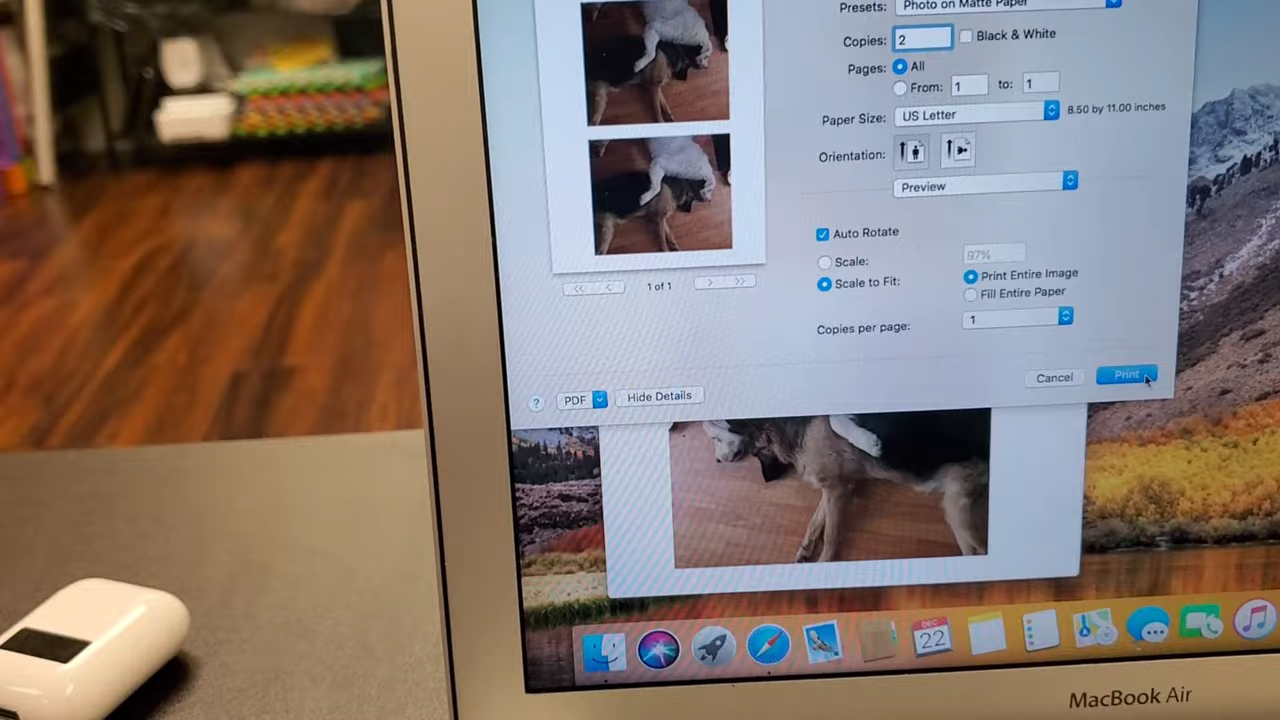 Presets: Photo on Matte Paper
Copies: 2 Black & White
Pages: All
From: 1 to: 1
Paper Size: US Letter 8.50 by 11.00 inches
Orientation:
Preview
Auto Rotate
Scale: 97%
Scale to Fit: Print Entire Image
Fill Entire Paper
1 of 1
Copies per page: 1
? PDF Hide Details Cancel Print
DEC
22
MacBook Air